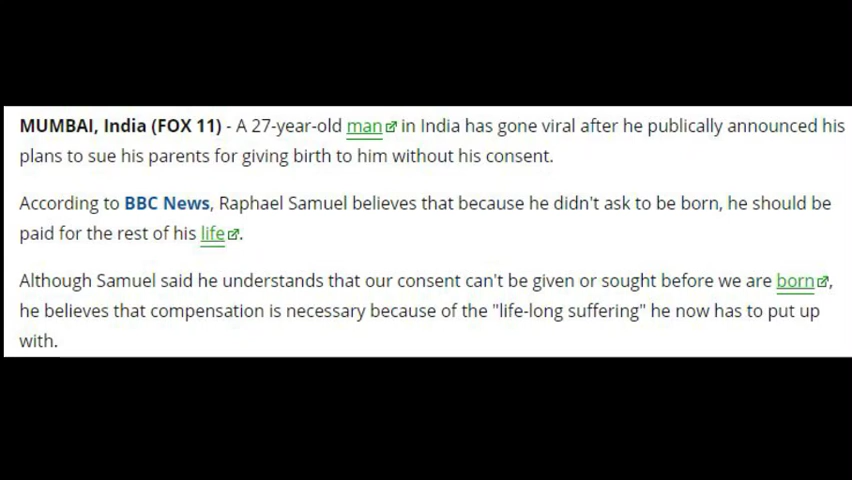 MUMBAI, India (FOX 11) - A 27-year-old man in India has gone viral after he publically announced his
plans to sue his parents for giving birth to him without his consent.
According to BBC News, Raphael Samuel believes that because he didn't ask to be born, he should be
paid for the rest of his life.
Although Samuel said he understands that our consent can't be given or sought before we are born,
he believes that compensation is necessary because of the "life-long suffering" he now has to put up
with.